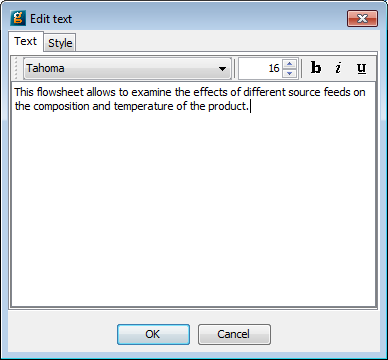 g Edit text
Text Style
Tahoma 16 b i u
This flowsheet allows to examine the effects of different source feeds on
the composition and temperature of the product.
OK Cancel